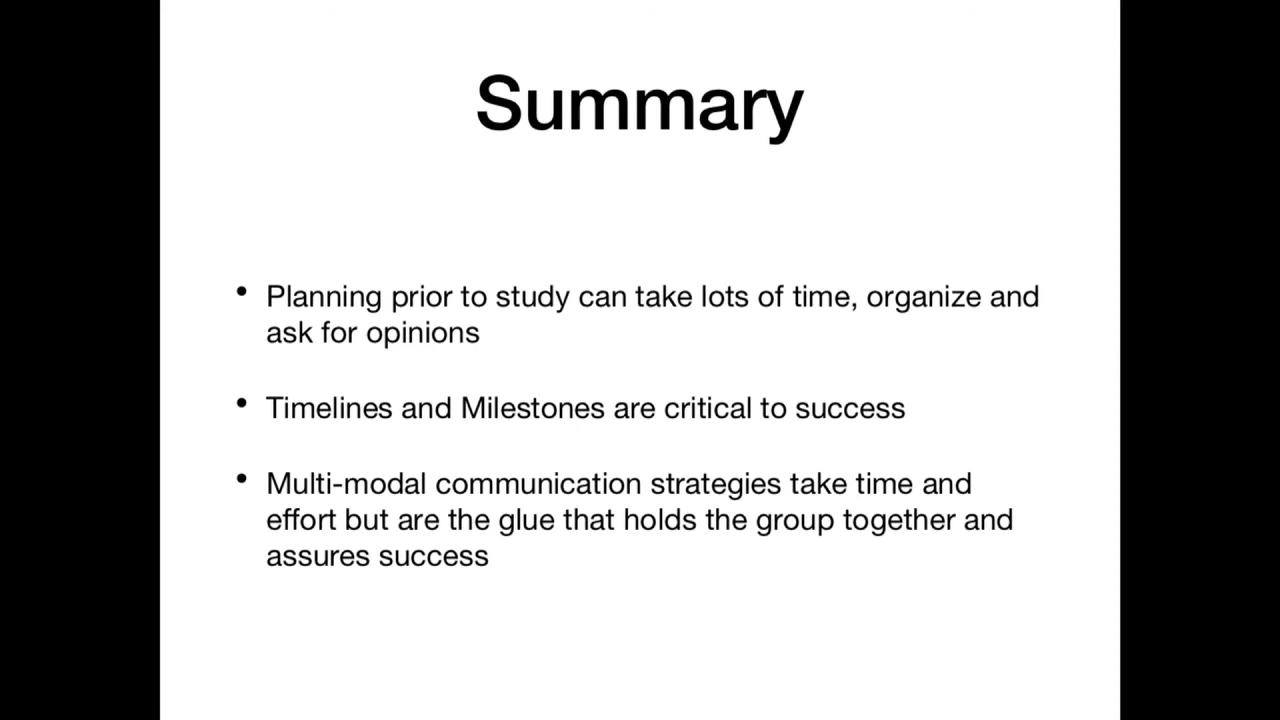 Summary
• Planning prior to study can take lots of time, organize and
ask for opinions
• Timelines and Milestones are critical to success
• Multi-modal communication strategies take time and
effort but are the glue that holds the group together and
assures success